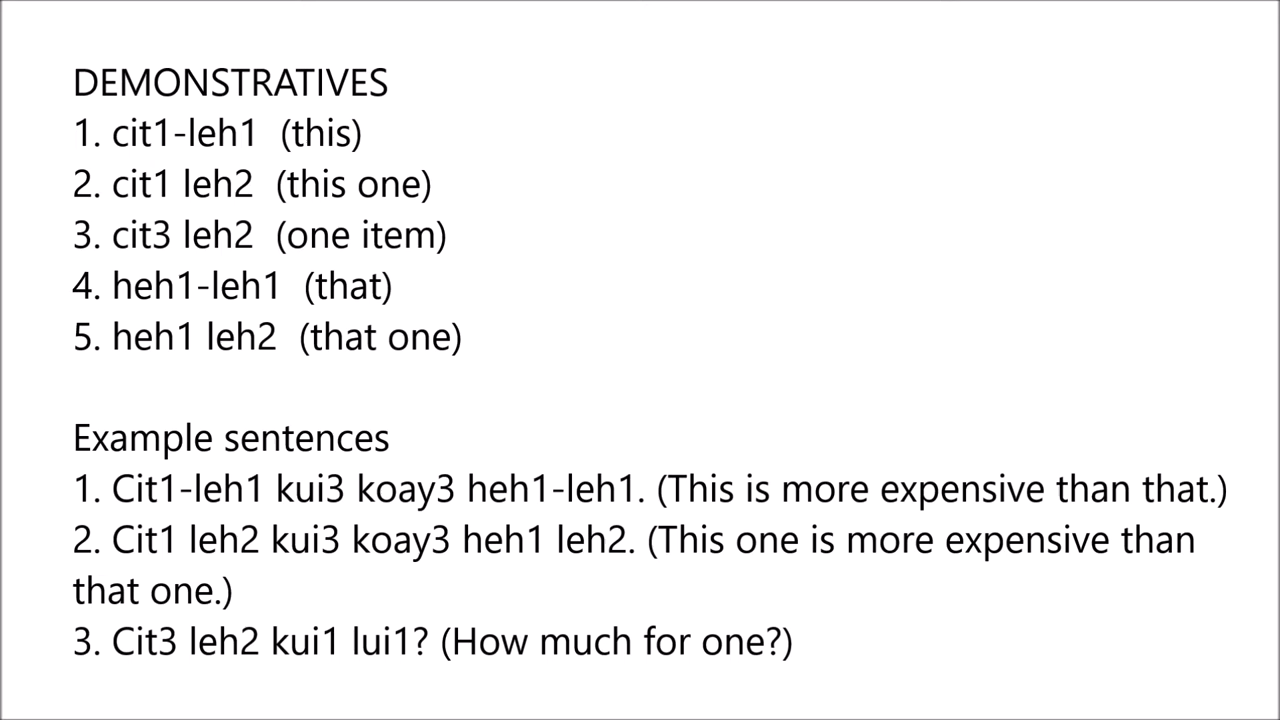 DEMONSTRATIVES
1. cit1-leh1 (this)
2. cit1 leh2 (this one)
3. cit3 leh2 (one item)
4. heh1-leh1 (that)
5. heh1 leh2 (that one)
Example sentences
1. Cit1-leh1 kui3 koay3 heh1-leh1. (This is more expensive than that.)
2. Cit1 leh2 kui3 koay3 heh1 leh2. (This one is more expensive than
that one.)
3. Cit3 leh2 kui1 lui1? (How much for one?)